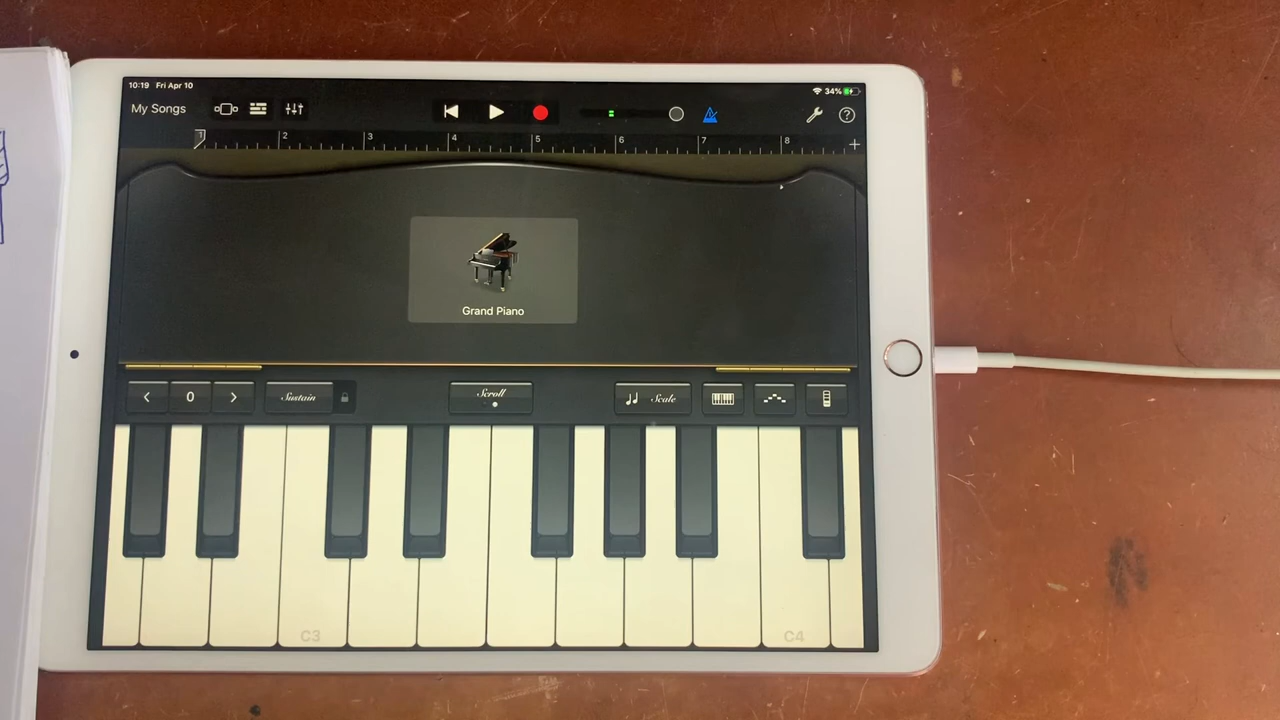 10:19 Fri Apr 10 34%
My Songs
1 2 3 4 5 6 7 8 +
Grand Piano
0 Sustain Scroll Scale
C3 C4